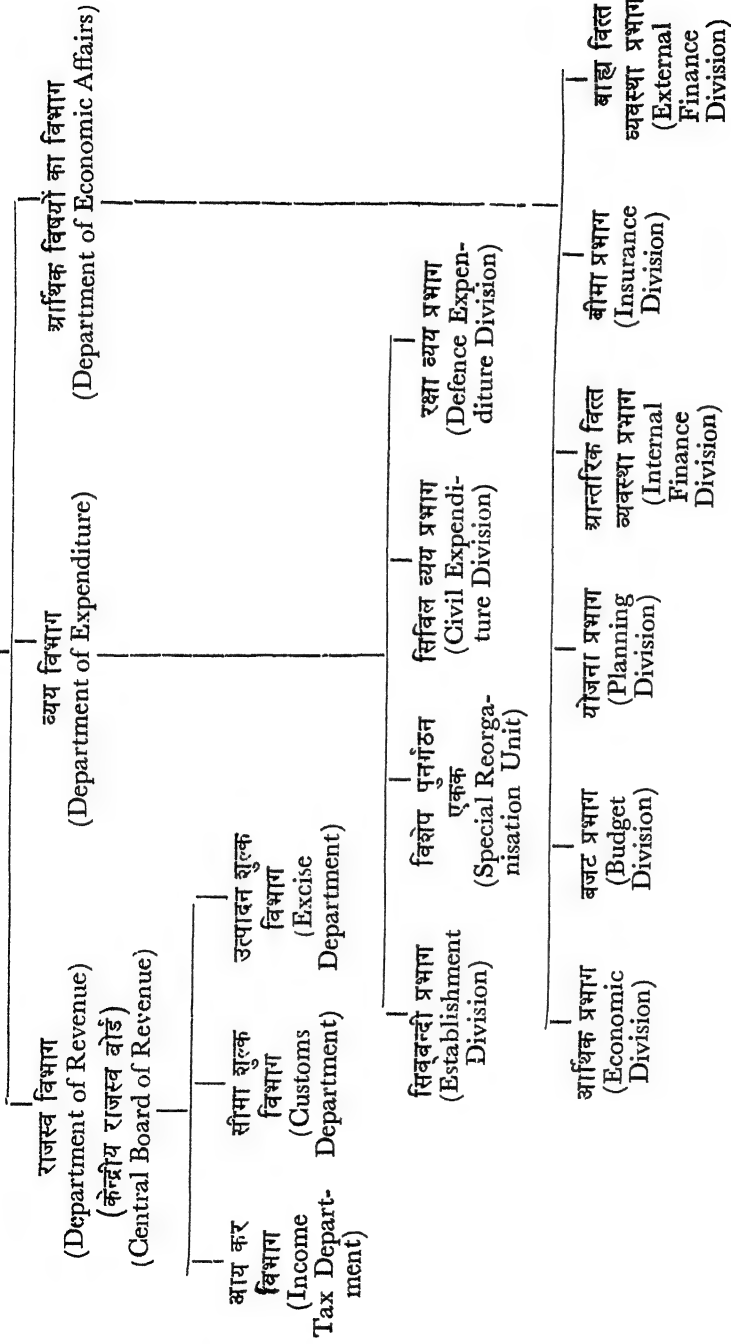 राजस्व विभाग
(Department of Revenue)
(केन्द्रीय राजस्व बोर्ड)
(Central Board of Revenue)
व्यय विभाग
(Department of Expenditure)
आर्थिक विषयों का विभाग
(Department of Economic Affairs)
आय कर
विभाग
(Income
Tax Depart-
ment)
सीमा शुल्क
विभाग
(Customs
Department)
उत्पादन शुल्क
विभाग
(Excise
Department)
सिब्बन्दी प्रभाग
(Establishment
Division)
विशेष पुनर्गठन
एकक
(Special Reorga-
nisation Unit)
सिविल व्यय प्रभाग
(Civil Expendi-
ture Division)
रक्षा व्यय प्रभाग
(Defence Expen-
diture Division)
आर्थिक प्रभाग
(Economic
Division)
बजट प्रभाग
(Budget
Division)
योजना प्रभाग
(Planning
Division)
आन्तरिक वित्त
व्यवस्था प्रभाग
(Internal
Finance
Division)
बीमा प्रभाग
(Insurance
Division)
बाह्य वित्त
व्यवस्था प्रभाग
(External
Finance
Division)